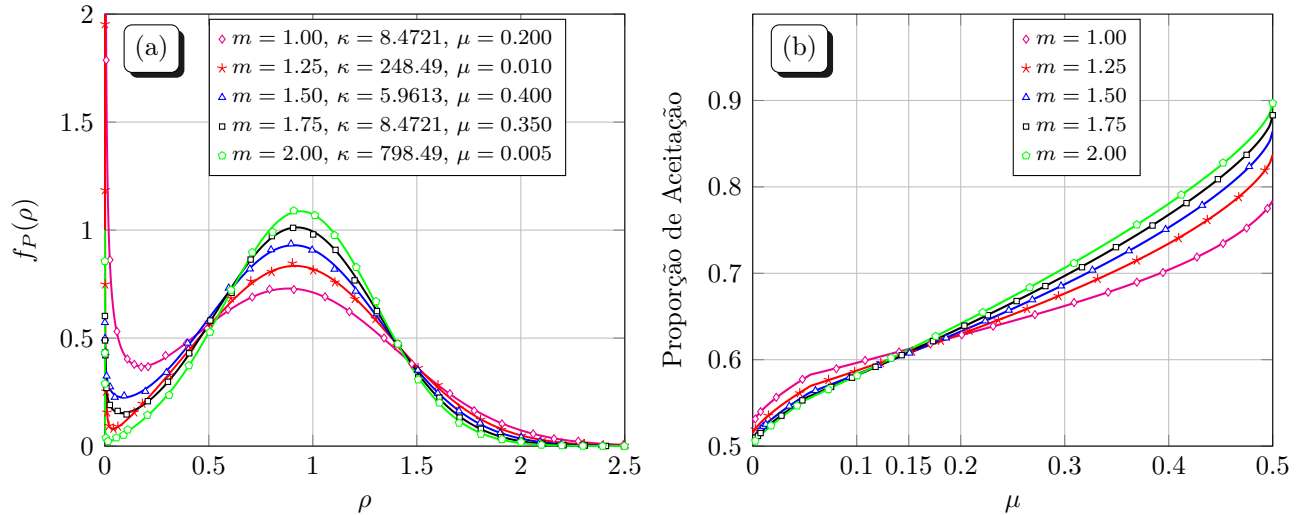 (a)
m = 1.00, κ = 8.4721, μ = 0.200
m = 1.25, κ = 248.49, μ = 0.010
m = 1.50, κ = 5.9613, μ = 0.400
m = 1.75, κ = 8.4721, μ = 0.350
m = 2.00, κ = 798.49, μ = 0.005
2
1.5
1
0.5
0
f_P(ρ)
0 0.5 1 1.5 2 2.5
ρ
(b)
m = 1.00
m = 1.25
m = 1.50
m = 1.75
m = 2.00
0.9
0.8
0.7
0.6
0.5
Proporção de Aceitação
0 0.1 0.15 0.2 0.3 0.4 0.5
μ